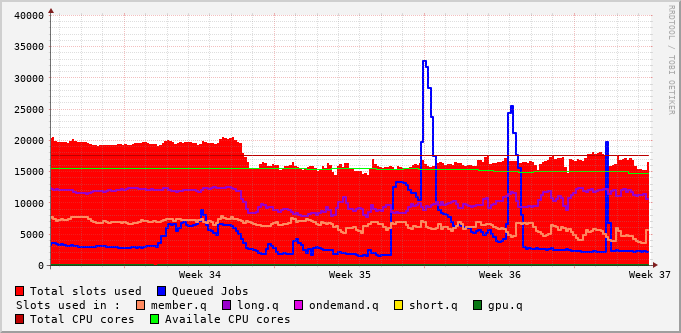 40000
35000
30000
25000
20000
15000
10000
5000
0
Week 34 Week 35 Week 36 Week 37
Total slots used Queued Jobs
Slots used in : member.q long.q ondemand.q short.q gpu.q
Total CPU cores Availale CPU cores
RRDTOOL / TOBI OETIKER